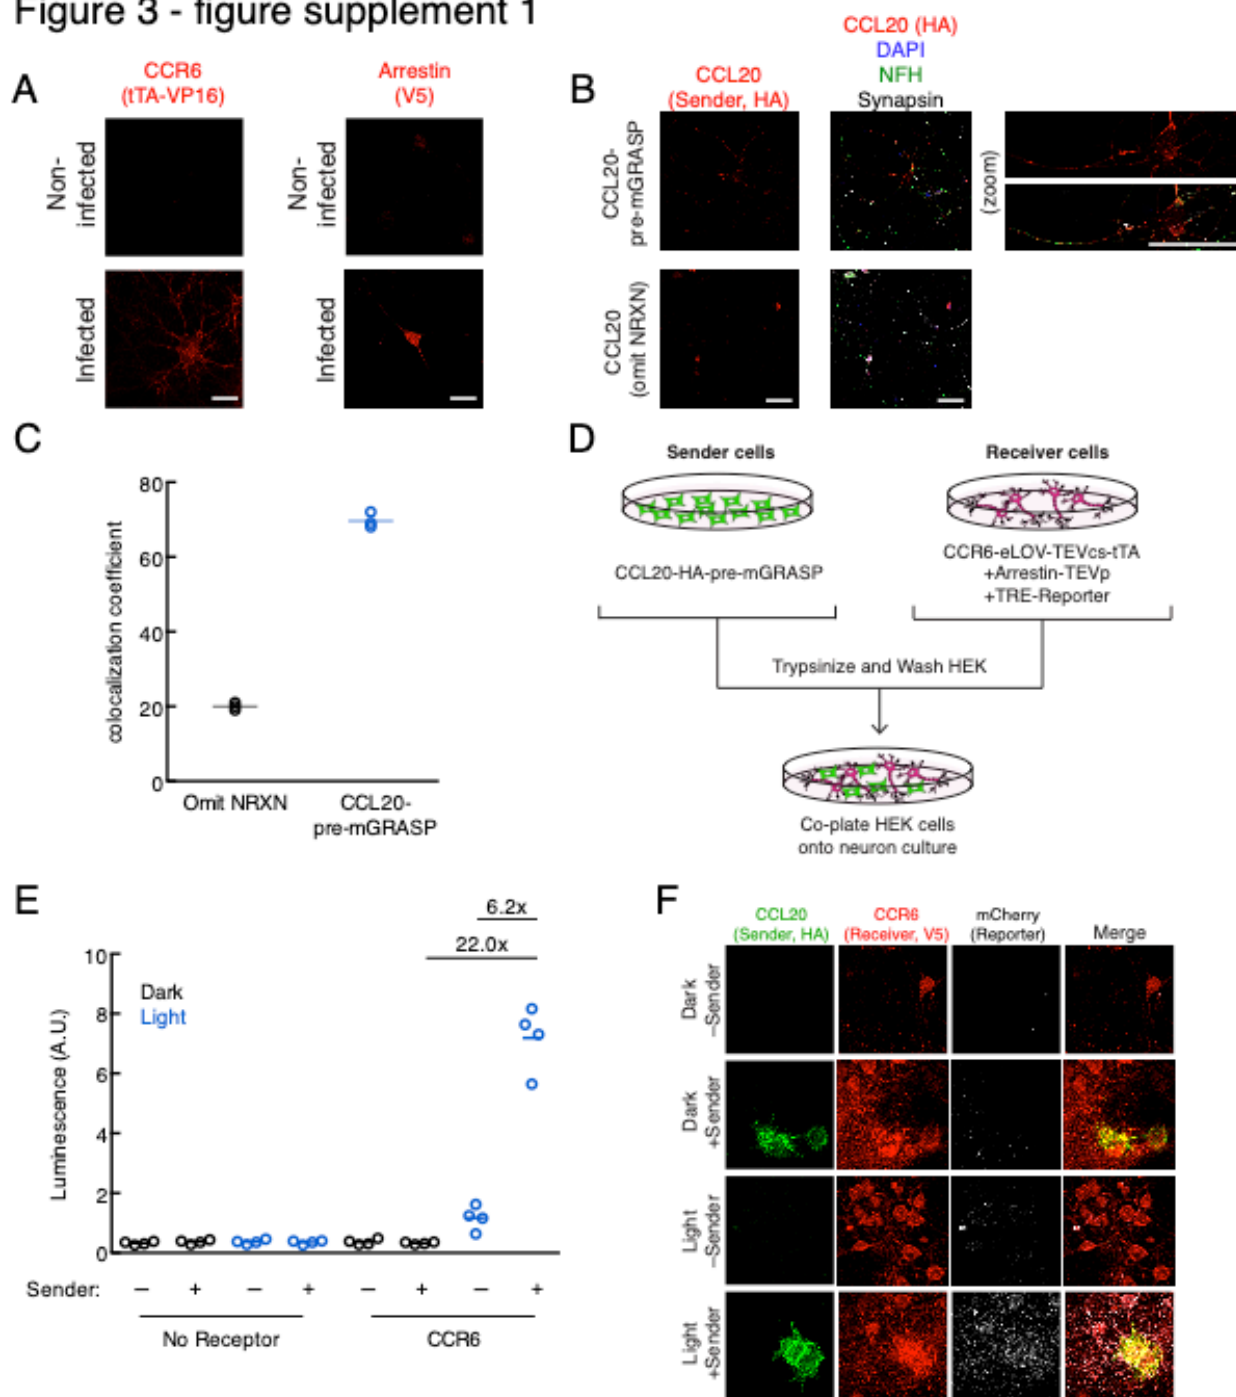 Figure 3 - figure supplement 1
A
CCR6
(tTA-VP16)
Arrestin
(V5)
Non-
infected
Infected
Non-
infected
Infected
B
CCL20
(Sender, HA)
CCL20 (HA)
DAPI
NFH
Synapsin
CCL20-
pre-mGRASP
(zoom)
CCL20
(omit NRXN)
C
colocalization coefficient
80
60
40
20
0
Omit NRXN
CCL20-
pre-mGRASP
D
Sender cells
Receiver cells
CCL20-HA-pre-mGRASP
CCR6-eLOV-TEVcs-tTA
+Arrestin-TEVp
+TRE-Reporter
Trypsinize and Wash HEK
Co-plate HEK cells
onto neuron culture
E
6.2x
22.0x
Dark
Light
Luminescence (A.U.)
10
8
6
4
2
0
Sender: – + – + – + – +
No Receptor
CCR6
F
CCL20
(Sender, HA)
CCR6
(Receiver, V5)
mCherry
(Reporter)
Merge
Dark
–Sender
Dark
+Sender
Light
–Sender
Light
+Sender